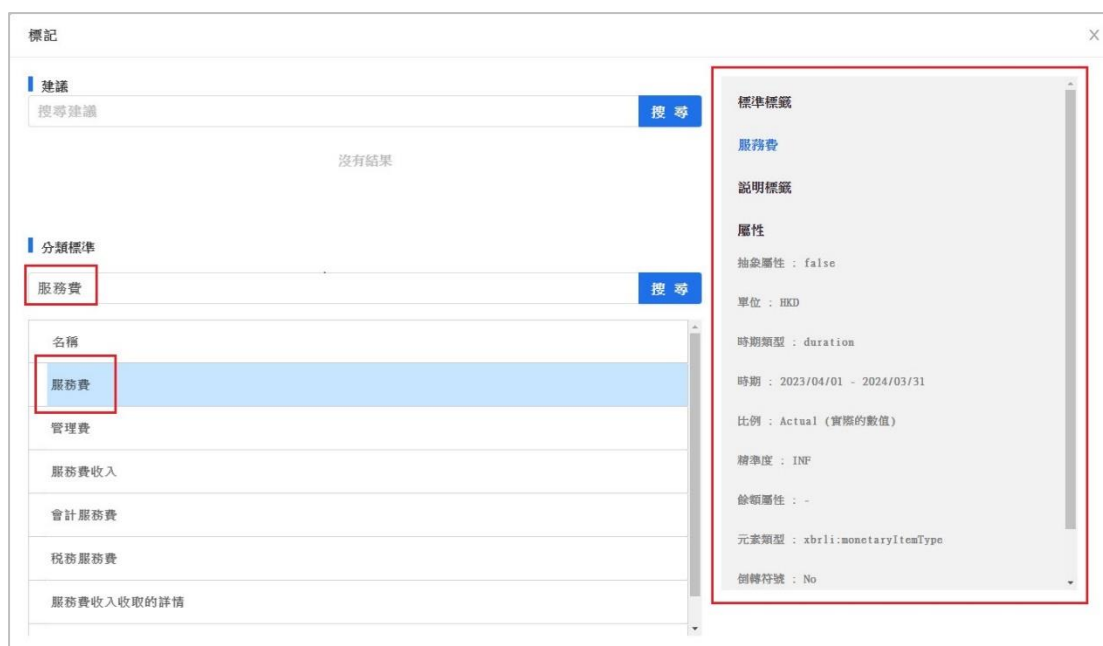 標記
建議
搜尋建議
搜 尋
沒有結果
分類標準
服務費
搜 尋
名稱
服務費
管理費
服務費收入
會計服務費
税務服務費
服務費收入收取的詳情
標準標籤
服務費
説明標籤
屬性
抽象屬性 : false
單位 : HKD
時期類型 : duration
時期 : 2023/04/01 - 2024/03/31
比例 : Actual (實際的數值)
精準度 : INF
餘額屬性 : -
元素類型 : xbrli:monetaryItemType
倒轉符號 : No